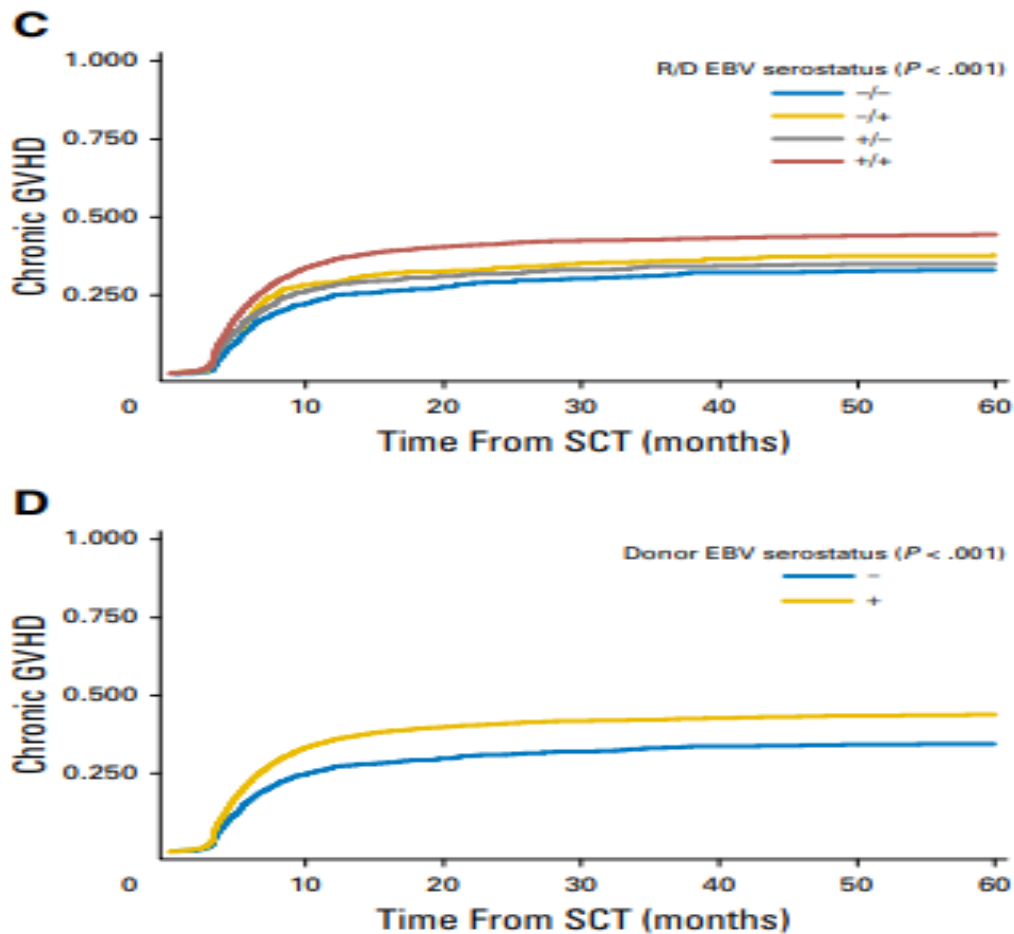 C
R/D EBV serostatus (P < .001)
–/–
–/+
+/–
+/+
Chronic GVHD
1.000
0.750
0.500
0.250
0 10 20 30 40 50 60
Time From SCT (months)
D
Donor EBV serostatus (P < .001)
–
+
Chronic GVHD
1.000
0.750
0.500
0.250
0 10 20 30 40 50 60
Time From SCT (months)